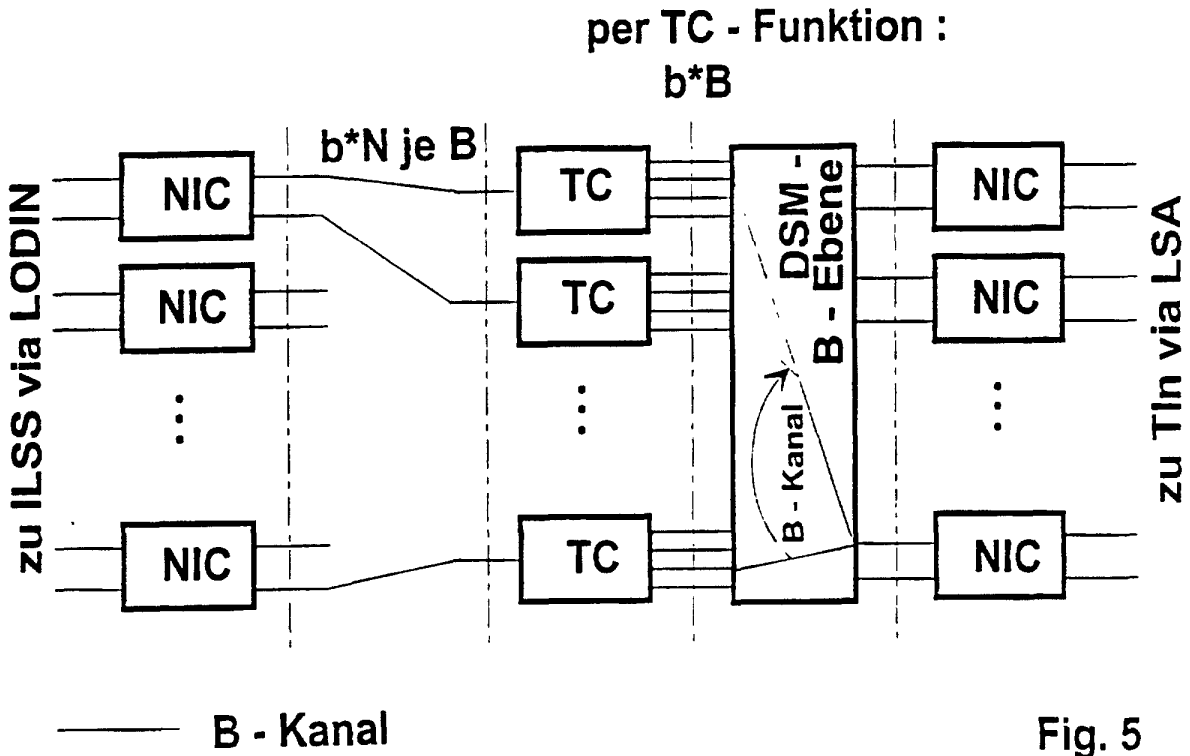 per TC - Funktion :
b*B
b*N je B
zu ILSS via LODIN
NIC
TC
DSM -
B - Ebene
NIC
zu Tln via LSA
NIC
TC
NIC
B - Kanal
NIC
TC
NIC
B - Kanal
Fig. 5